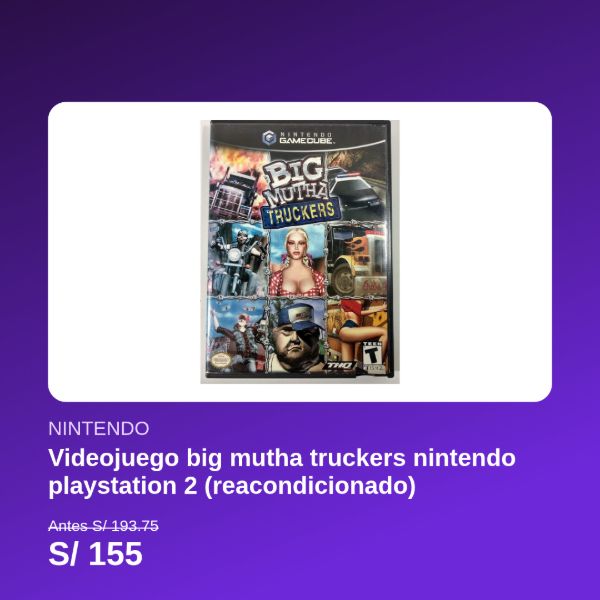 NINTENDO
GAMECUBE
BIG
MUTHA
TRUCKERS
TEEN
T
THQ
NINTENDO
Videojuego big mutha truckers nintendo
playstation 2 (reacondicionado)
Antes S/ 193.75
S/ 155